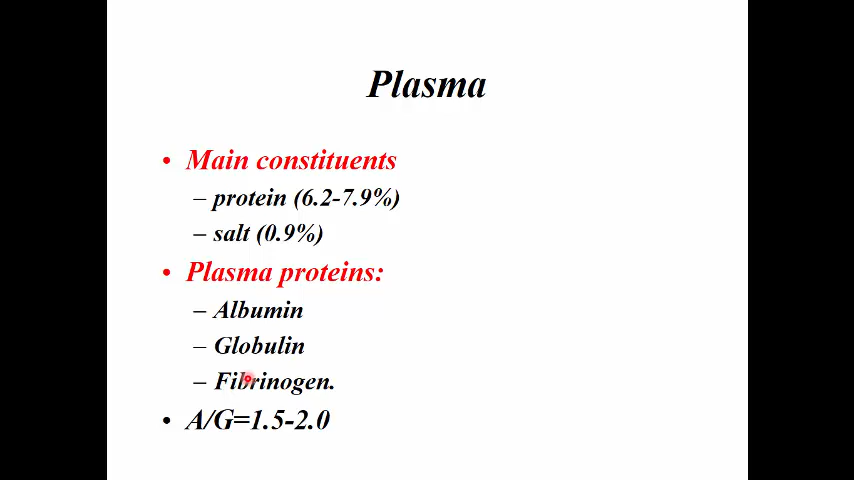 Plasma
• Main constituents
– protein (6.2-7.9%)
– salt (0.9%)
• Plasma proteins:
– Albumin
– Globulin
– Fibrinogen.
• A/G=1.5-2.0